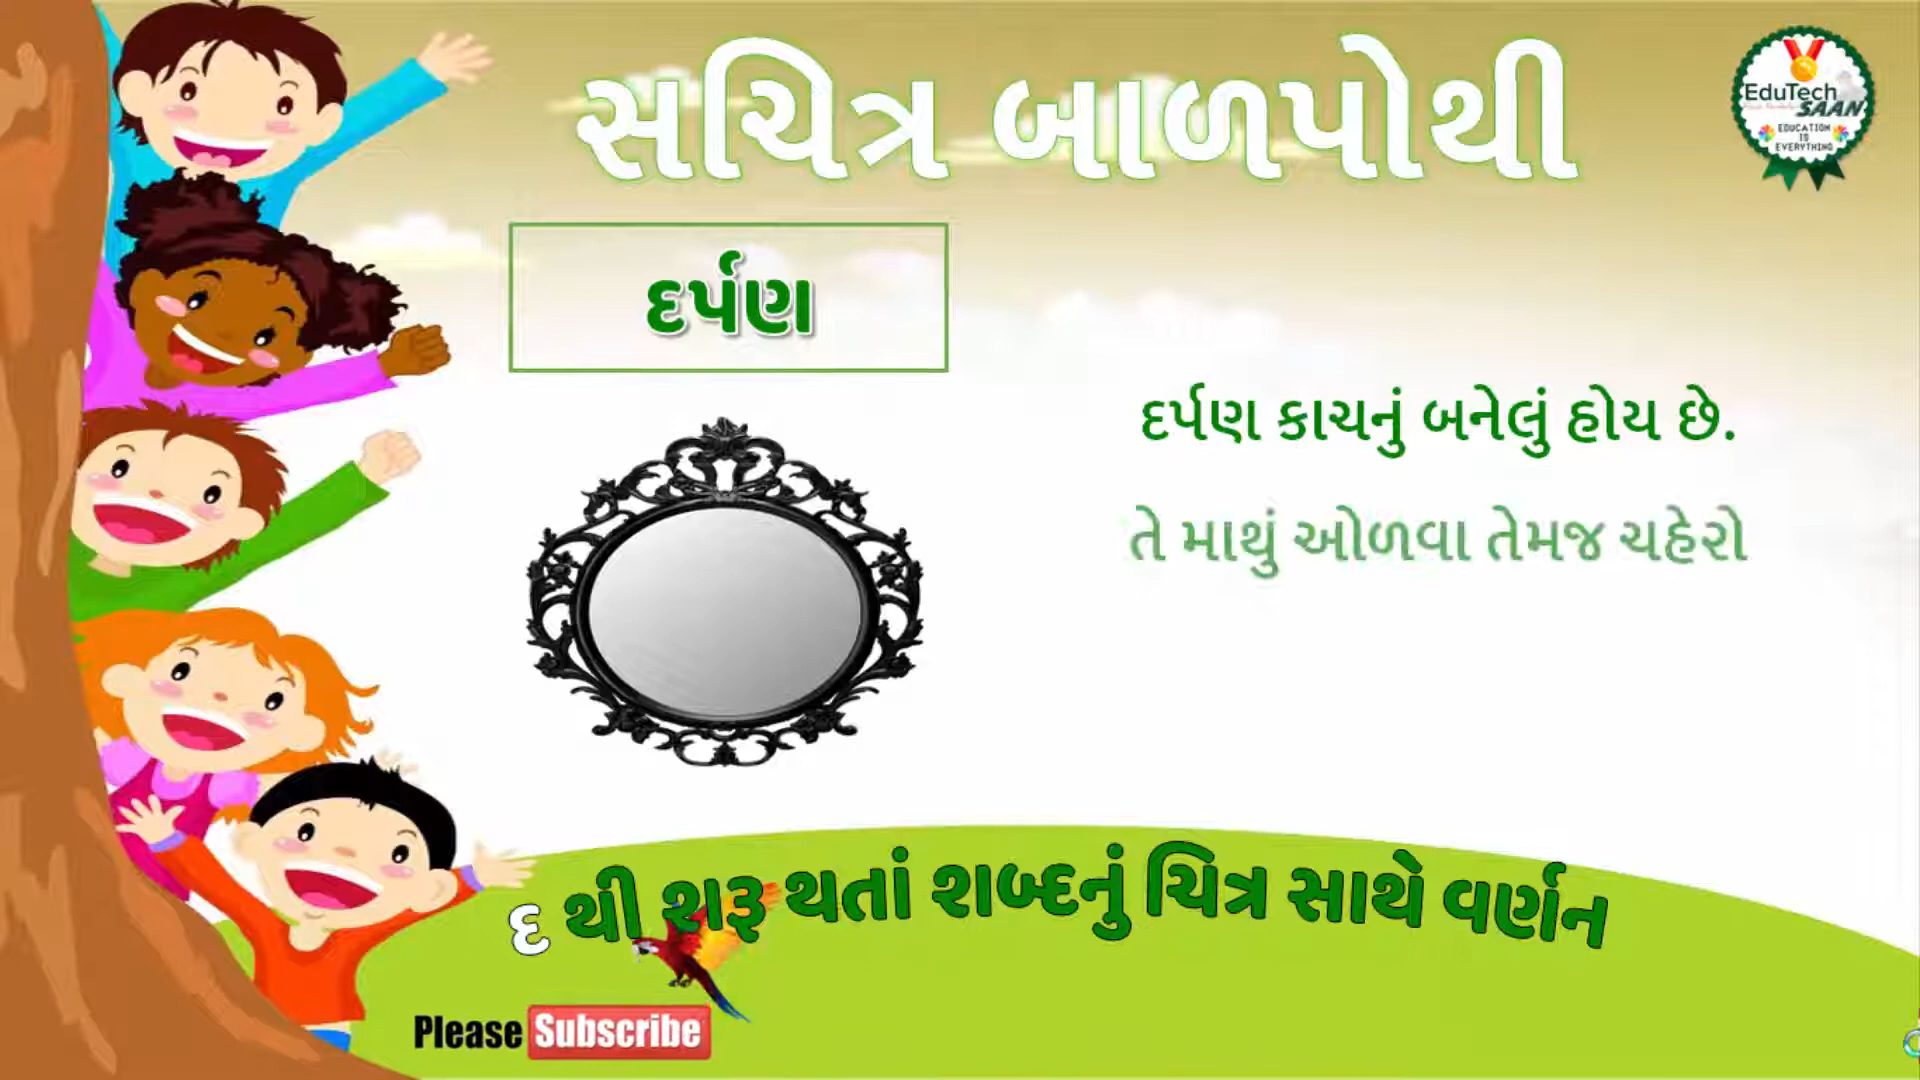 સચિત્ર બાળપોથી
EduTech
SAAN
EDUCATION
IS
EVERYTHING
દર્પણ
દર્પણ કાચનું બનેલું હોય છે.
તે માથું ઓળવા તેમજ ચહેરો
દ થી શરૂ થતાં શબ્દનું ચિત્ર સાથે વર્ણન
Please Subscribe